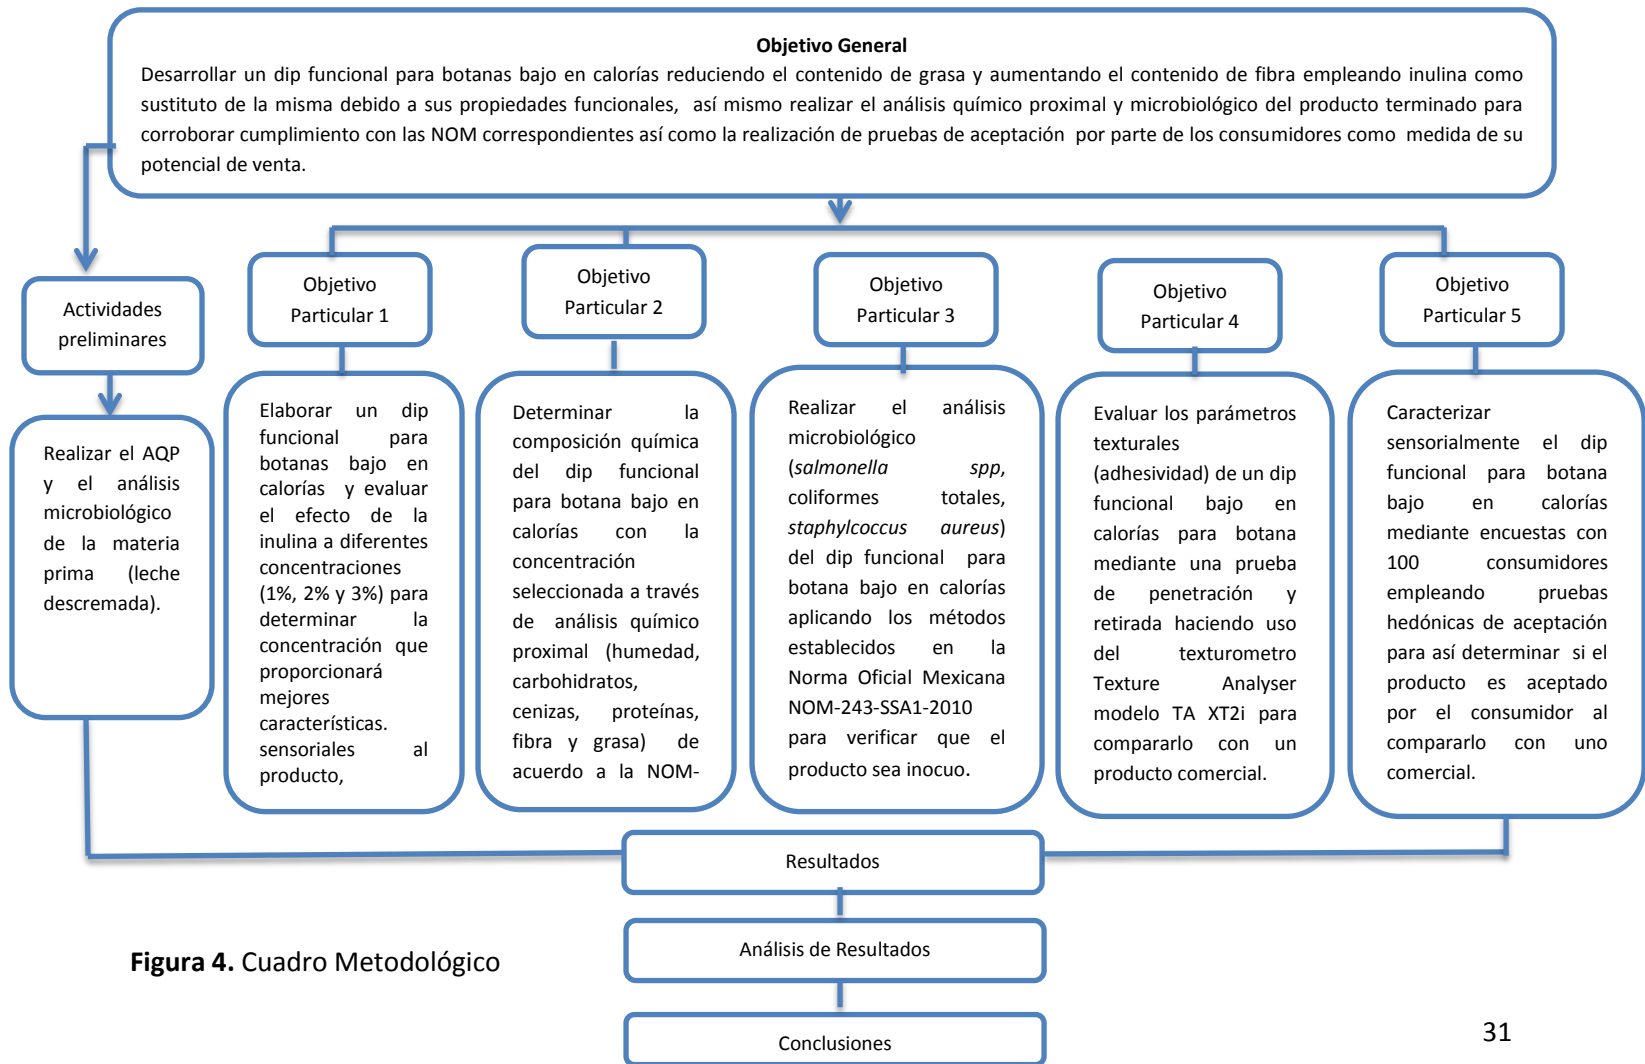 Objetivo General
Desarrollar un dip funcional para botanas bajo en calorías reduciendo el contenido de grasa y aumentando el contenido de fibra empleando inulina como
sustituto de la misma debido a sus propiedades funcionales, así mismo realizar el análisis químico proximal y microbiológico del producto terminado para
corroborar cumplimiento con las NOM correspondientes así como la realización de pruebas de aceptación por parte de los consumidores como medida de su
potencial de venta.
Actividades
preliminares
Realizar el AQP
y el análisis
microbiológico
de la materia
prima (leche
descremada).
Objetivo
Particular 1
Elaborar un dip
funcional para
botanas bajo en
calorías y evaluar
el efecto de la
inulina a diferentes
concentraciones
(1%, 2% y 3%) para
determinar la
concentración que
proporcionará
mejores
características.
sensoriales al
producto,
Objetivo
Particular 2
Determinar la
composición química
del dip funcional
para botana bajo en
calorías con la
concentración
seleccionada a través
de análisis químico
proximal (humedad,
carbohidratos,
cenizas, proteínas,
fibra y grasa) de
acuerdo a la NOM-
Objetivo
Particular 3
Realizar el análisis
microbiológico
(salmonella spp,
coliformes totales,
staphylcoccus aureus)
del dip funcional para
botana bajo en calorías
aplicando los métodos
establecidos en la
Norma Oficial Mexicana
NOM-243-SSA1-2010
para verificar que el
producto sea inocuo.
Objetivo
Particular 4
Evaluar los parámetros
texturales
(adhesividad) de un dip
funcional bajo en
calorías para botana
mediante una prueba
de penetración y
retirada haciendo uso
del texturometro
Texture Analyser
modelo TA XT2i para
compararlo con un
producto comercial.
Objetivo
Particular 5
Caracterizar
sensorialmente el dip
funcional para botana
bajo en calorías
mediante encuestas con
100 consumidores
empleando pruebas
hedónicas de aceptación
para así determinar si el
producto es aceptado
por el consumidor al
compararlo con uno
comercial.
Resultados
Análisis de Resultados
Conclusiones
Figura 4. Cuadro Metodológico
31